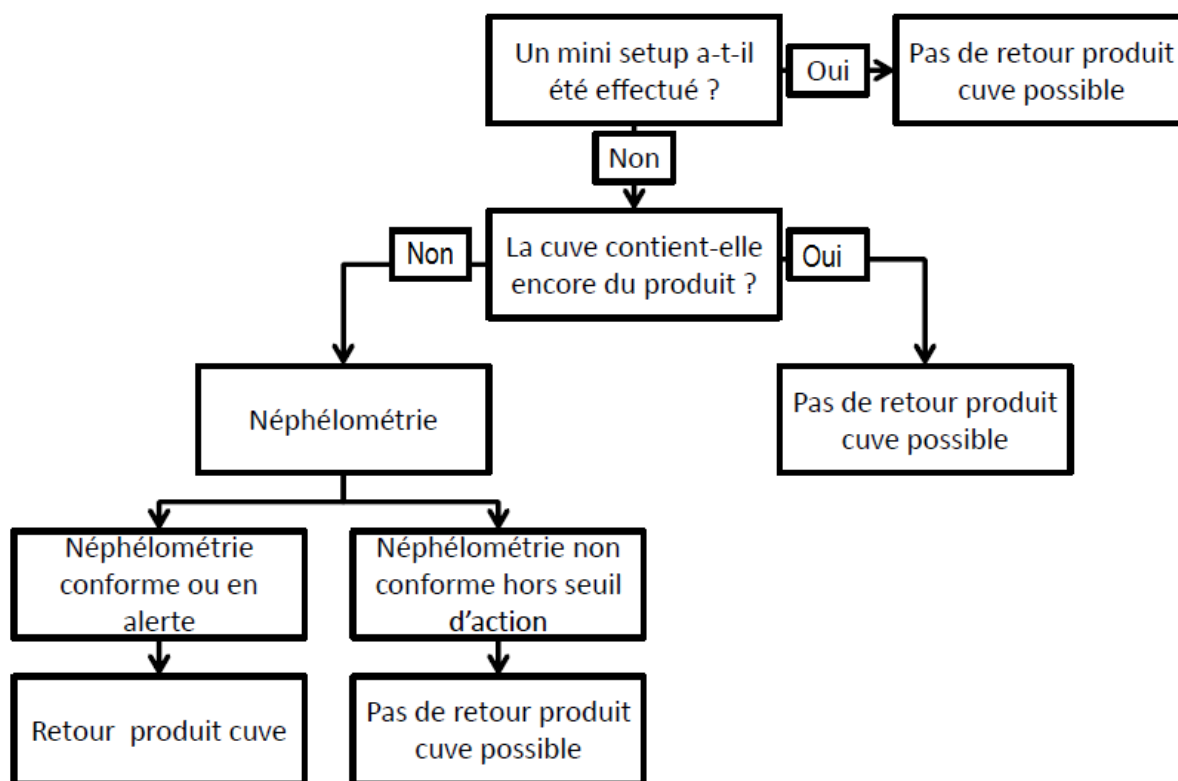 Un mini setup a-t-il
été effectué ?
Oui
Pas de retour produit
cuve possible
Non
La cuve contient-elle
encore du produit ?
Non
Oui
Néphélométrie
Pas de retour produit
cuve possible
Néphélométrie
conforme ou en
alerte
Néphélométrie non
conforme hors seuil
d’action
Retour produit cuve
Pas de retour produit
cuve possible